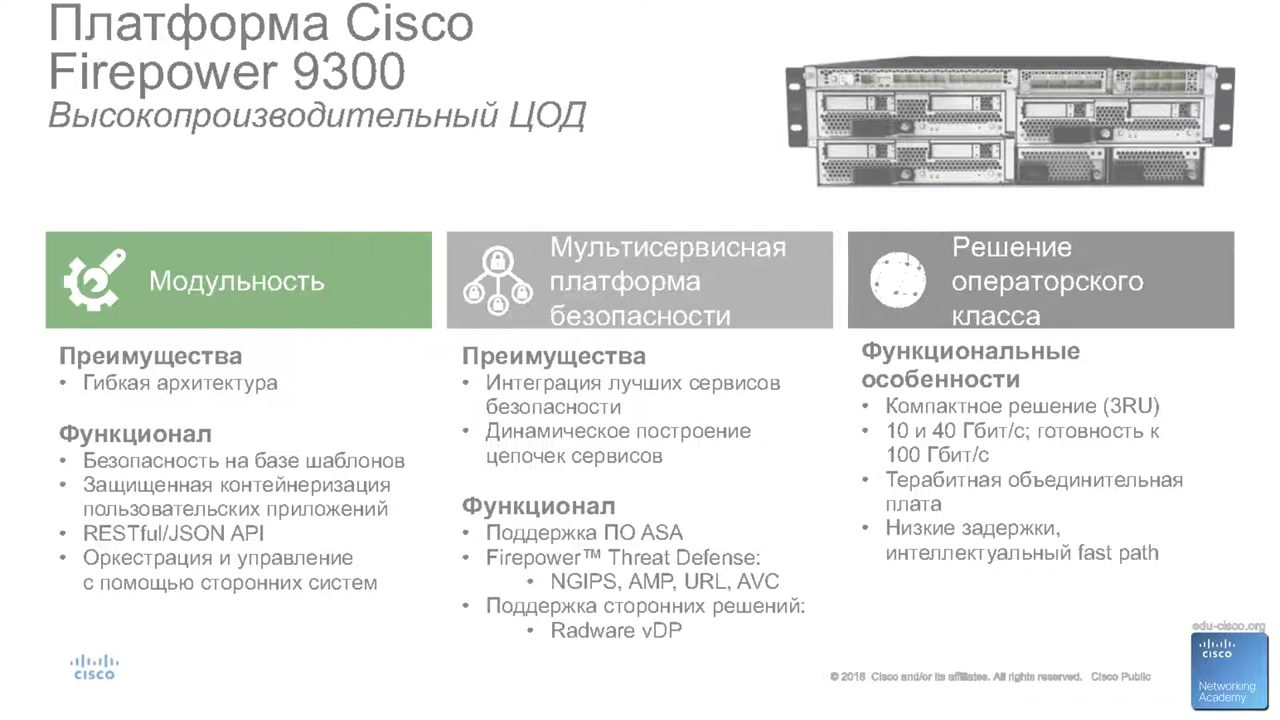 Платформа Cisco
Firepower 9300
Высокопроизводительный ЦОД
Модульность
Преимущества
• Гибкая архитектура
Функционал
• Безопасность на базе шаблонов
• Защищенная контейнеризация
пользовательских приложений
• RESTful/JSON API
• Оркестрация и управление
с помощью сторонних систем
Мультисервисная
платформа
безопасности
Преимущества
• Интеграция лучших сервисов
безопасности
• Динамическое построение
цепочек сервисов
Функционал
• Поддержка ПО ASA
• Firepower™ Threat Defense:
• NGIPS, AMP, URL, AVC
• Поддержка сторонних решений:
• Radware vDP
Решение
операторского
класса
Функциональные
особенности
• Компактное решение (3RU)
• 10 и 40 Гбит/с; готовность к
100 Гбит/с
• Терабитная объединительная
плата
• Низкие задержки,
интеллектуальный fast path
CISCO
© 2016 Cisco and/or its affiliates. All rights reserved. Cisco Public
edu-cisco.org
CISCO
Networking
Academy